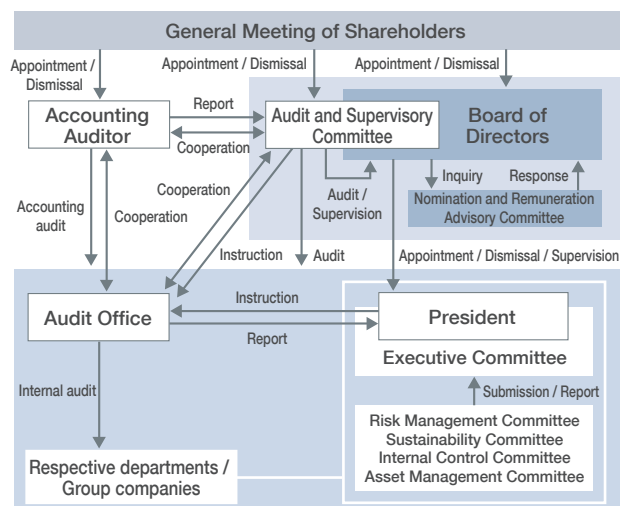 General Meeting of Shareholders
Appointment /
Dismissal
Appointment / Dismissal
Appointment / Dismissal
Accounting
Auditor
Report
Cooperation
Audit and Supervisory
Committee
Board of
Directors
Inquiry
Response
Nomination and Remuneration
Advisory Committee
Audit /
Supervision
Accounting
audit
Cooperation
Cooperation
Instruction
Audit
Appointment / Dismissal / Supervision
Audit Office
Instruction
Report
President
Executive Committee
Submission / Report
Internal audit
Risk Management Committee
Sustainability Committee
Internal Control Committee
Asset Management Committee
Respective departments /
Group companies